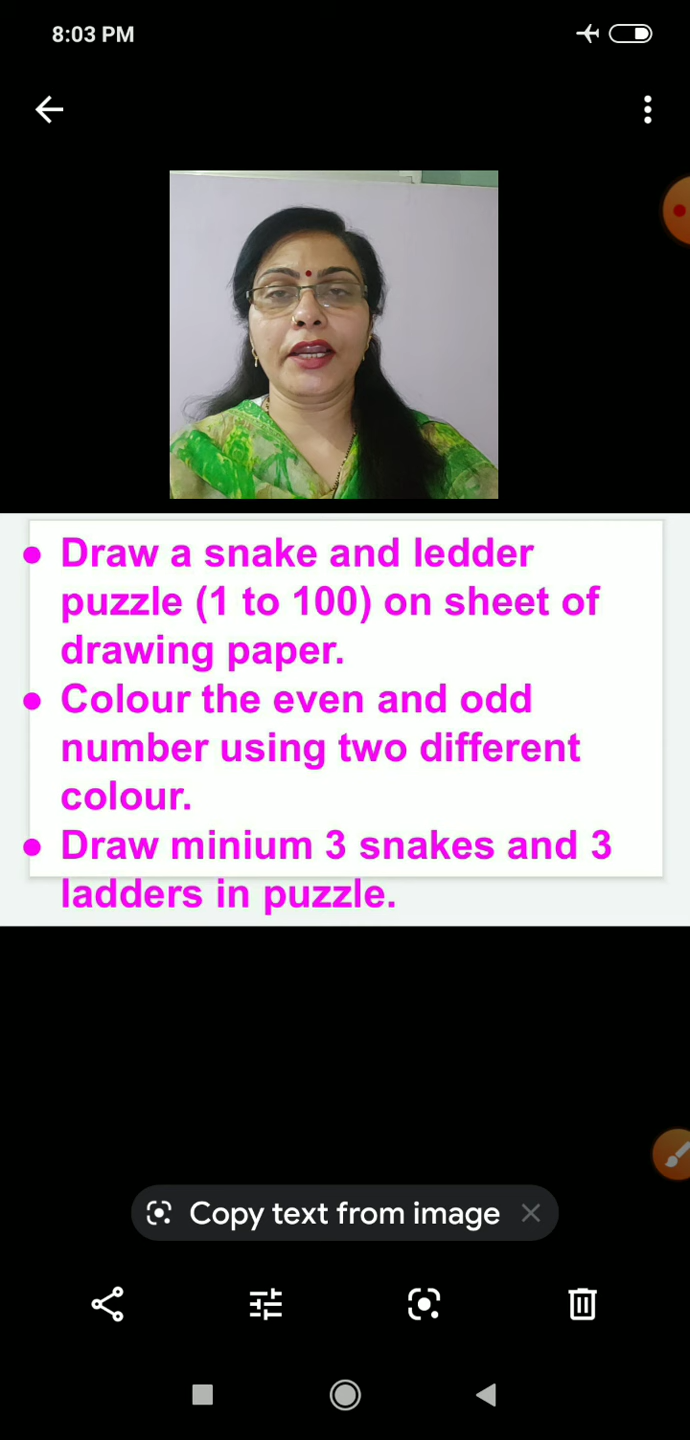 8:03 PM
Draw a snake and ledder
puzzle (1 to 100) on sheet of
drawing paper.
Colour the even and odd
number using two different
colour.
Draw minium 3 snakes and 3
ladders in puzzle.
Copy text from image